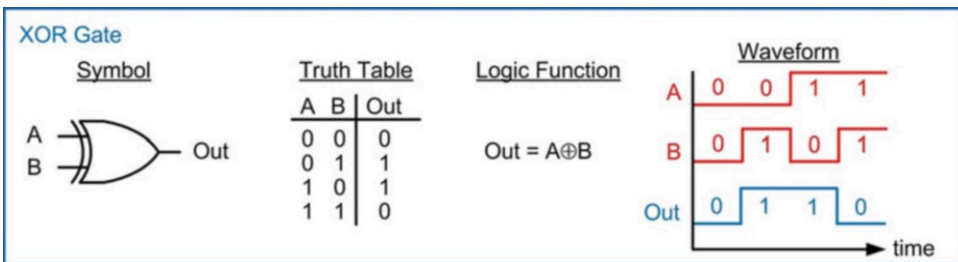 XOR Gate
Symbol
A
B
Out
Truth Table
A B Out
0 0 0
0 1 1
1 0 1
1 1 0
Logic Function
Out = A⊕B
Waveform
A 0 0 1 1
B 0 1 0 1
Out 0 1 1 0
time